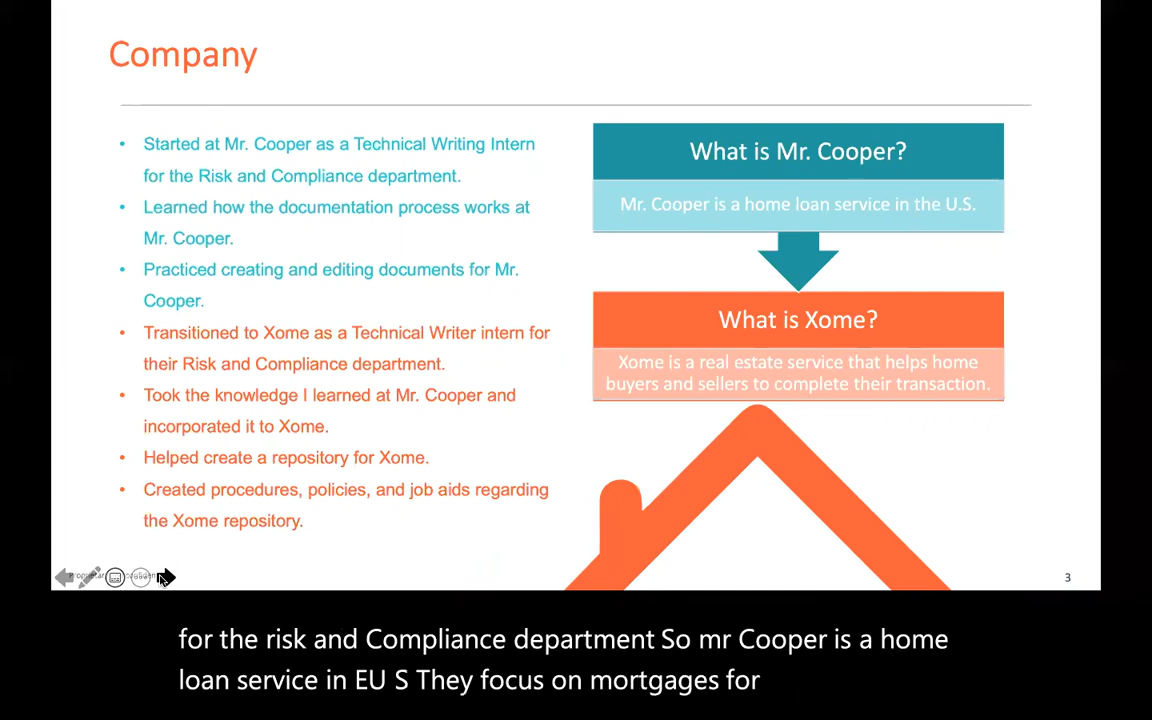 Company
• Started at Mr. Cooper as a Technical Writing Intern
for the Risk and Compliance department.
• Learned how the documentation process works at
Mr. Cooper.
• Practiced creating and editing documents for Mr.
Cooper.
• Transitioned to Xome as a Technical Writer intern for
their Risk and Compliance department.
• Took the knowledge I learned at Mr. Cooper and
incorporated it to Xome.
• Helped create a repository for Xome.
• Created procedures, policies, and job aids regarding
the Xome repository.
What is Mr. Cooper?
Mr. Cooper is a home loan service in the U.S.
What is Xome?
Xome is a real estate service that helps home
buyers and sellers to complete their transaction.
3
for the risk and Compliance department So mr Cooper is a home
loan service in EU S They focus on mortgages for